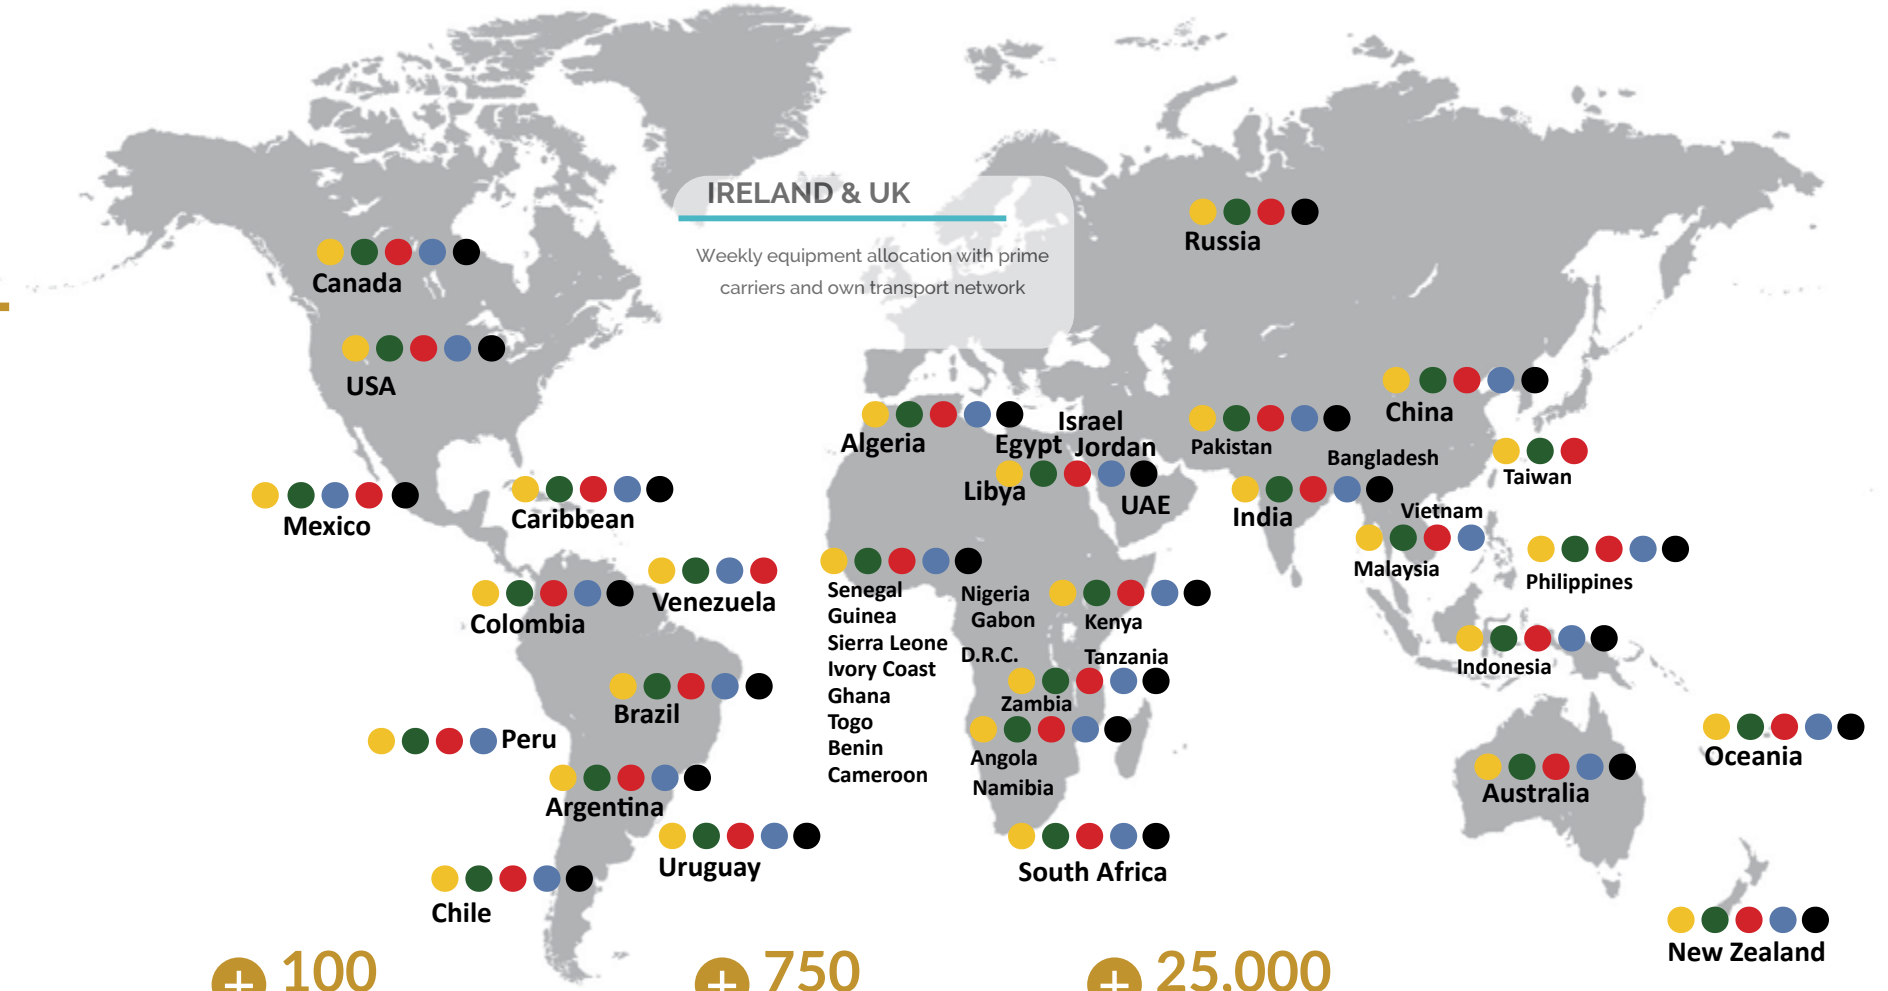 IRELAND & UK
Weekly equipment allocation with prime
carriers and own transport network
Russia
Canada
USA
China
Israel
Algeria
Egypt
Jordan
Pakistan
Bangladesh
Taiwan
Libya
UAE
Mexico
Caribbean
India
Vietnam
Malaysia
Philippines
Venezuela
Colombia
Senegal
Guinea
Sierra Leone
Ivory Coast
Ghana
Togo
Benin
Cameroon
Nigeria
Gabon
Kenya
D.R.C.
Tanzania
Zambia
Indonesia
Brazil
Peru
Angola
Namibia
Oceania
Australia
Argentina
Uruguay
South Africa
Chile
New Zealand
+ 100
+ 750
+ 25,000